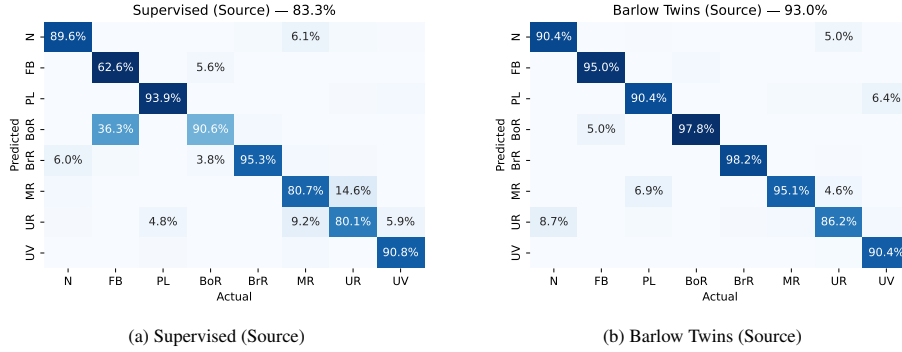 Supervised (Source) — 83.3%
N 89.6% 6.1%
FB 62.6% 5.6%
PL 93.9%
BoR 36.3% 90.6%
BrR 6.0% 3.8% 95.3%
MR 80.7% 14.6%
UR 4.8% 9.2% 80.1% 5.9%
UV 90.8%
Predicted
N FB PL BoR BrR MR UR UV
Actual
(a) Supervised (Source)
Barlow Twins (Source) — 93.0%
N 90.4% 5.0%
FB 95.0%
PL 90.4% 6.4%
BoR 5.0% 97.8%
BrR 98.2%
MR 6.9% 95.1% 4.6%
UR 8.7% 86.2%
UV 90.4%
Predicted
N FB PL BoR BrR MR UR UV
Actual
(b) Barlow Twins (Source)